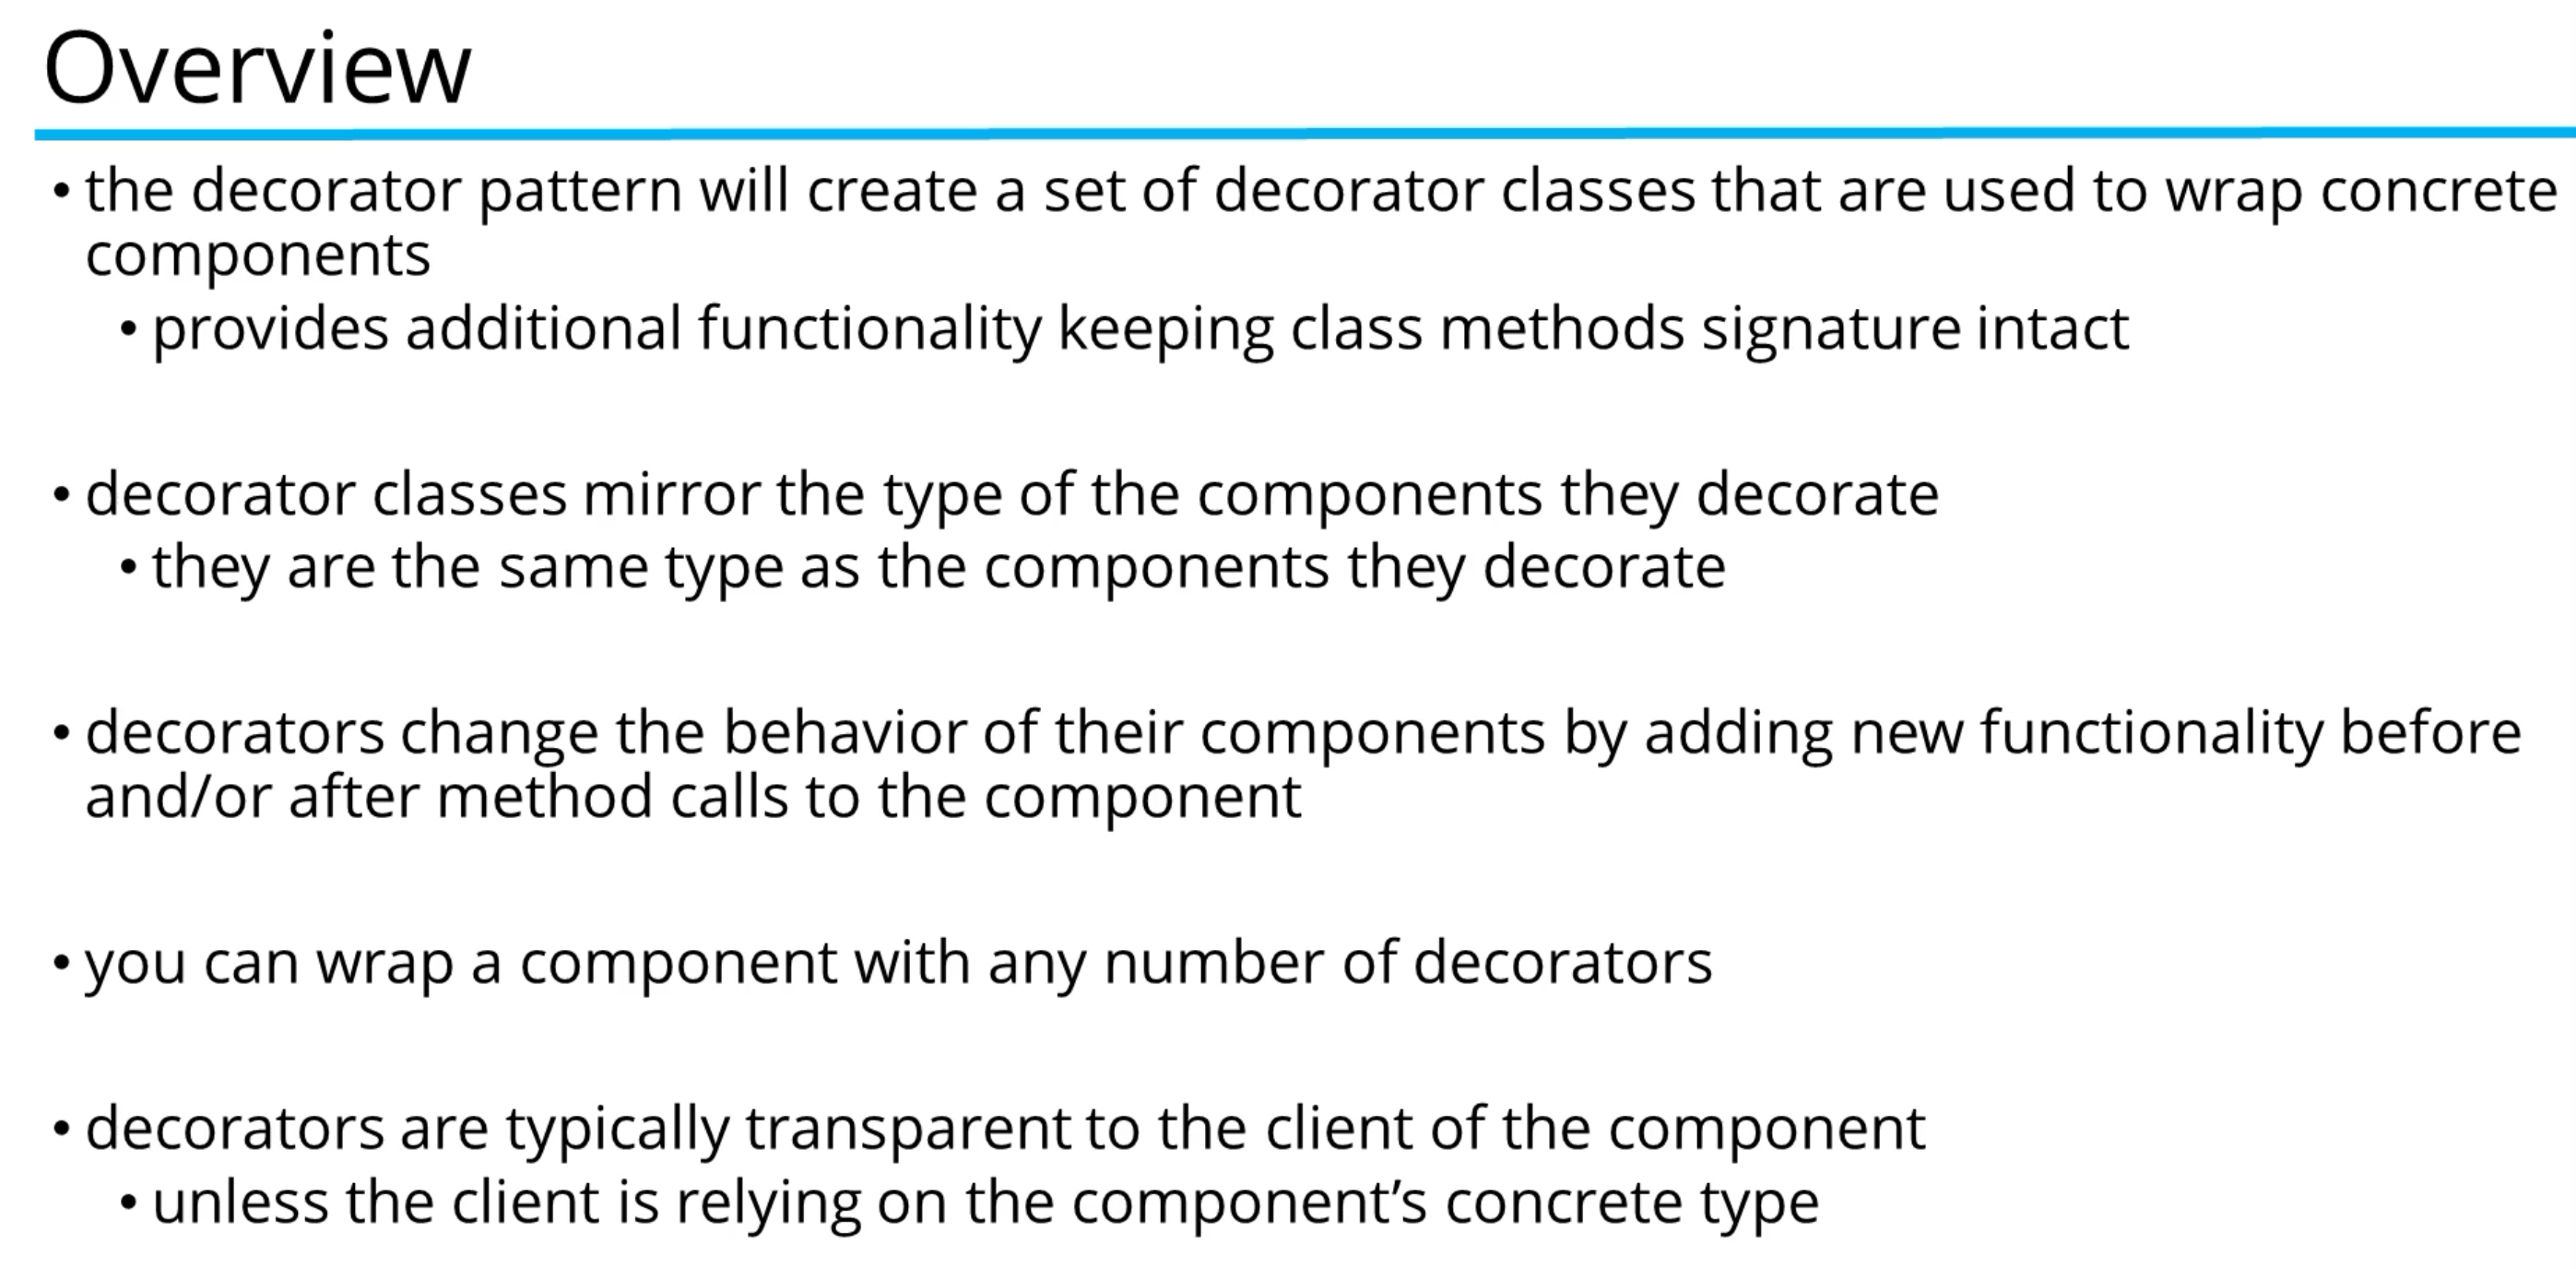 Overview
• the decorator pattern will create a set of decorator classes that are used to wrap concrete
components
• provides additional functionality keeping class methods signature intact
• decorator classes mirror the type of the components they decorate
• they are the same type as the components they decorate
• decorators change the behavior of their components by adding new functionality before
and/or after method calls to the component
• you can wrap a component with any number of decorators
• decorators are typically transparent to the client of the component
• unless the client is relying on the component’s concrete type